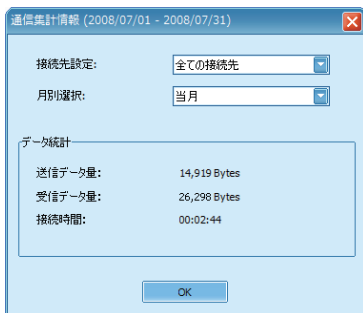 通信集計情報 (2008/07/01 - 2008/07/31)
接続先設定: 全ての接続先
月別選択: 当月
データ統計
送信データ量: 14,919 Bytes
受信データ量: 26,298 Bytes
接続時間: 00:02:44
OK